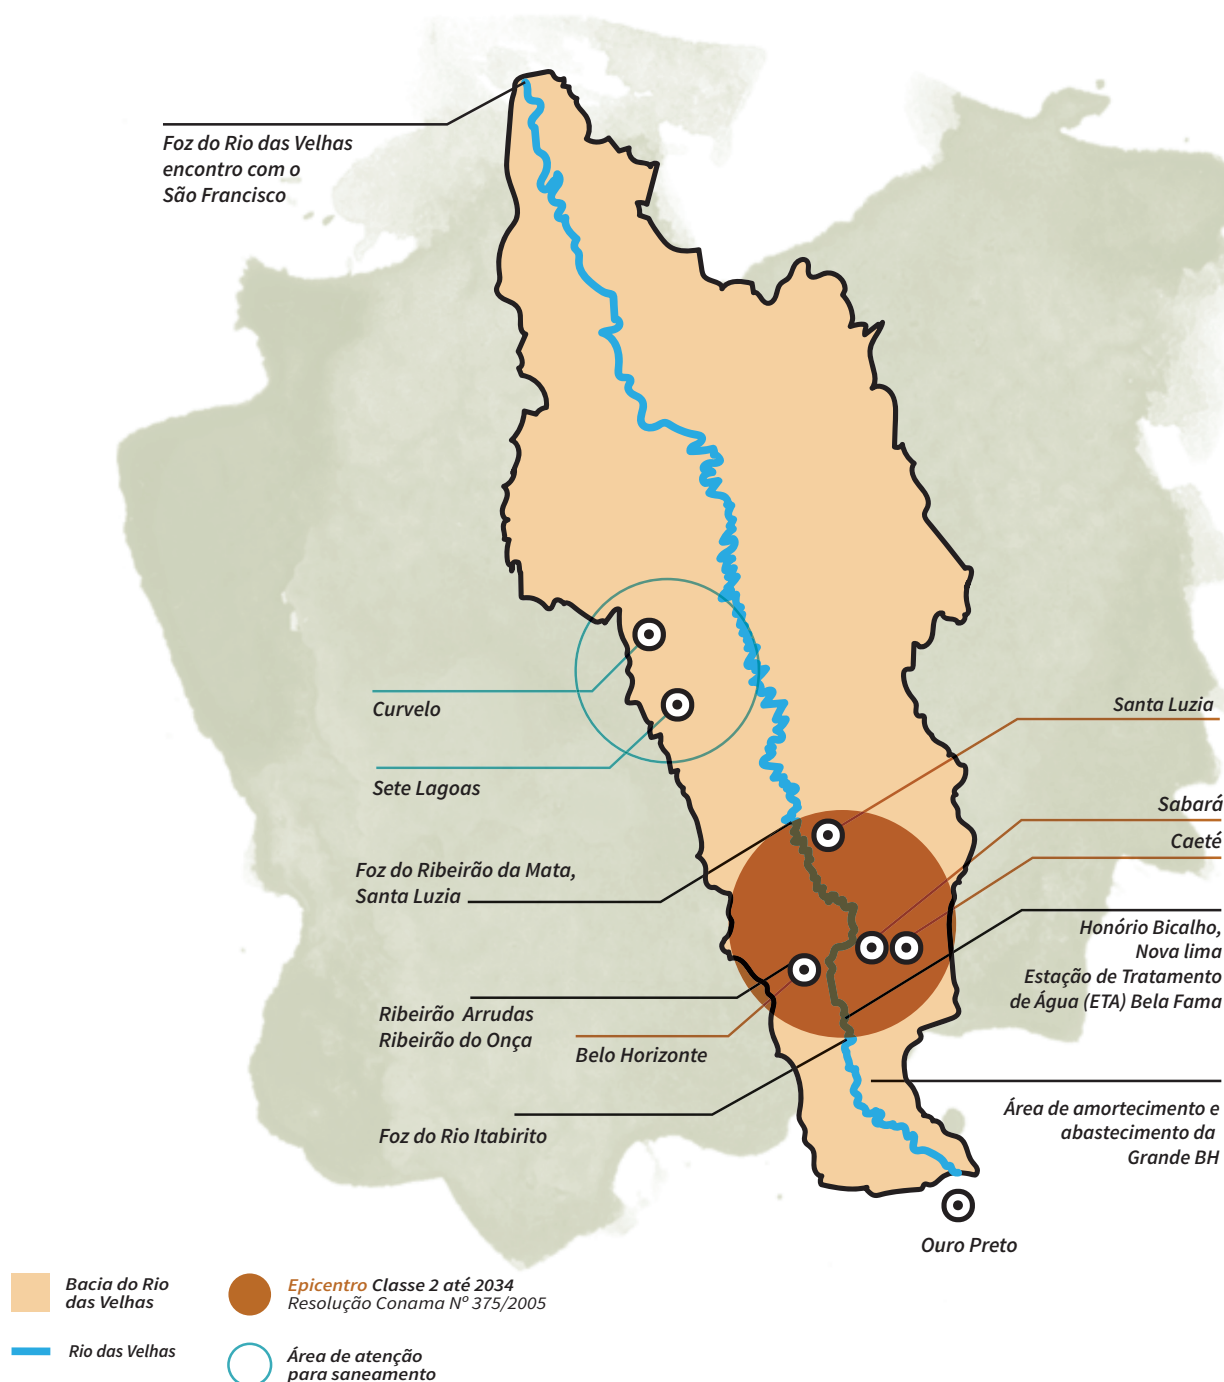 Foz do Rio das Velhas
encontro com o
São Francisco
Curvelo
Sete Lagoas
Santa Luzia
Sabará
Caeté
Foz do Ribeirão da Mata,
Santa Luzia
Honório Bicalho,
Nova lima
Estação de Tratamento
de Água (ETA) Bela Fama
Ribeirão Arrudas
Ribeirão do Onça
Belo Horizonte
Foz do Rio Itabirito
Área de amortecimento e
abastecimento da
Grande BH
Ouro Preto
Bacia do Rio
das Velhas
Epicentro Classe 2 até 2034
Resolução Conama Nº 375/2005
Rio das Velhas
Área de atenção
para saneamento